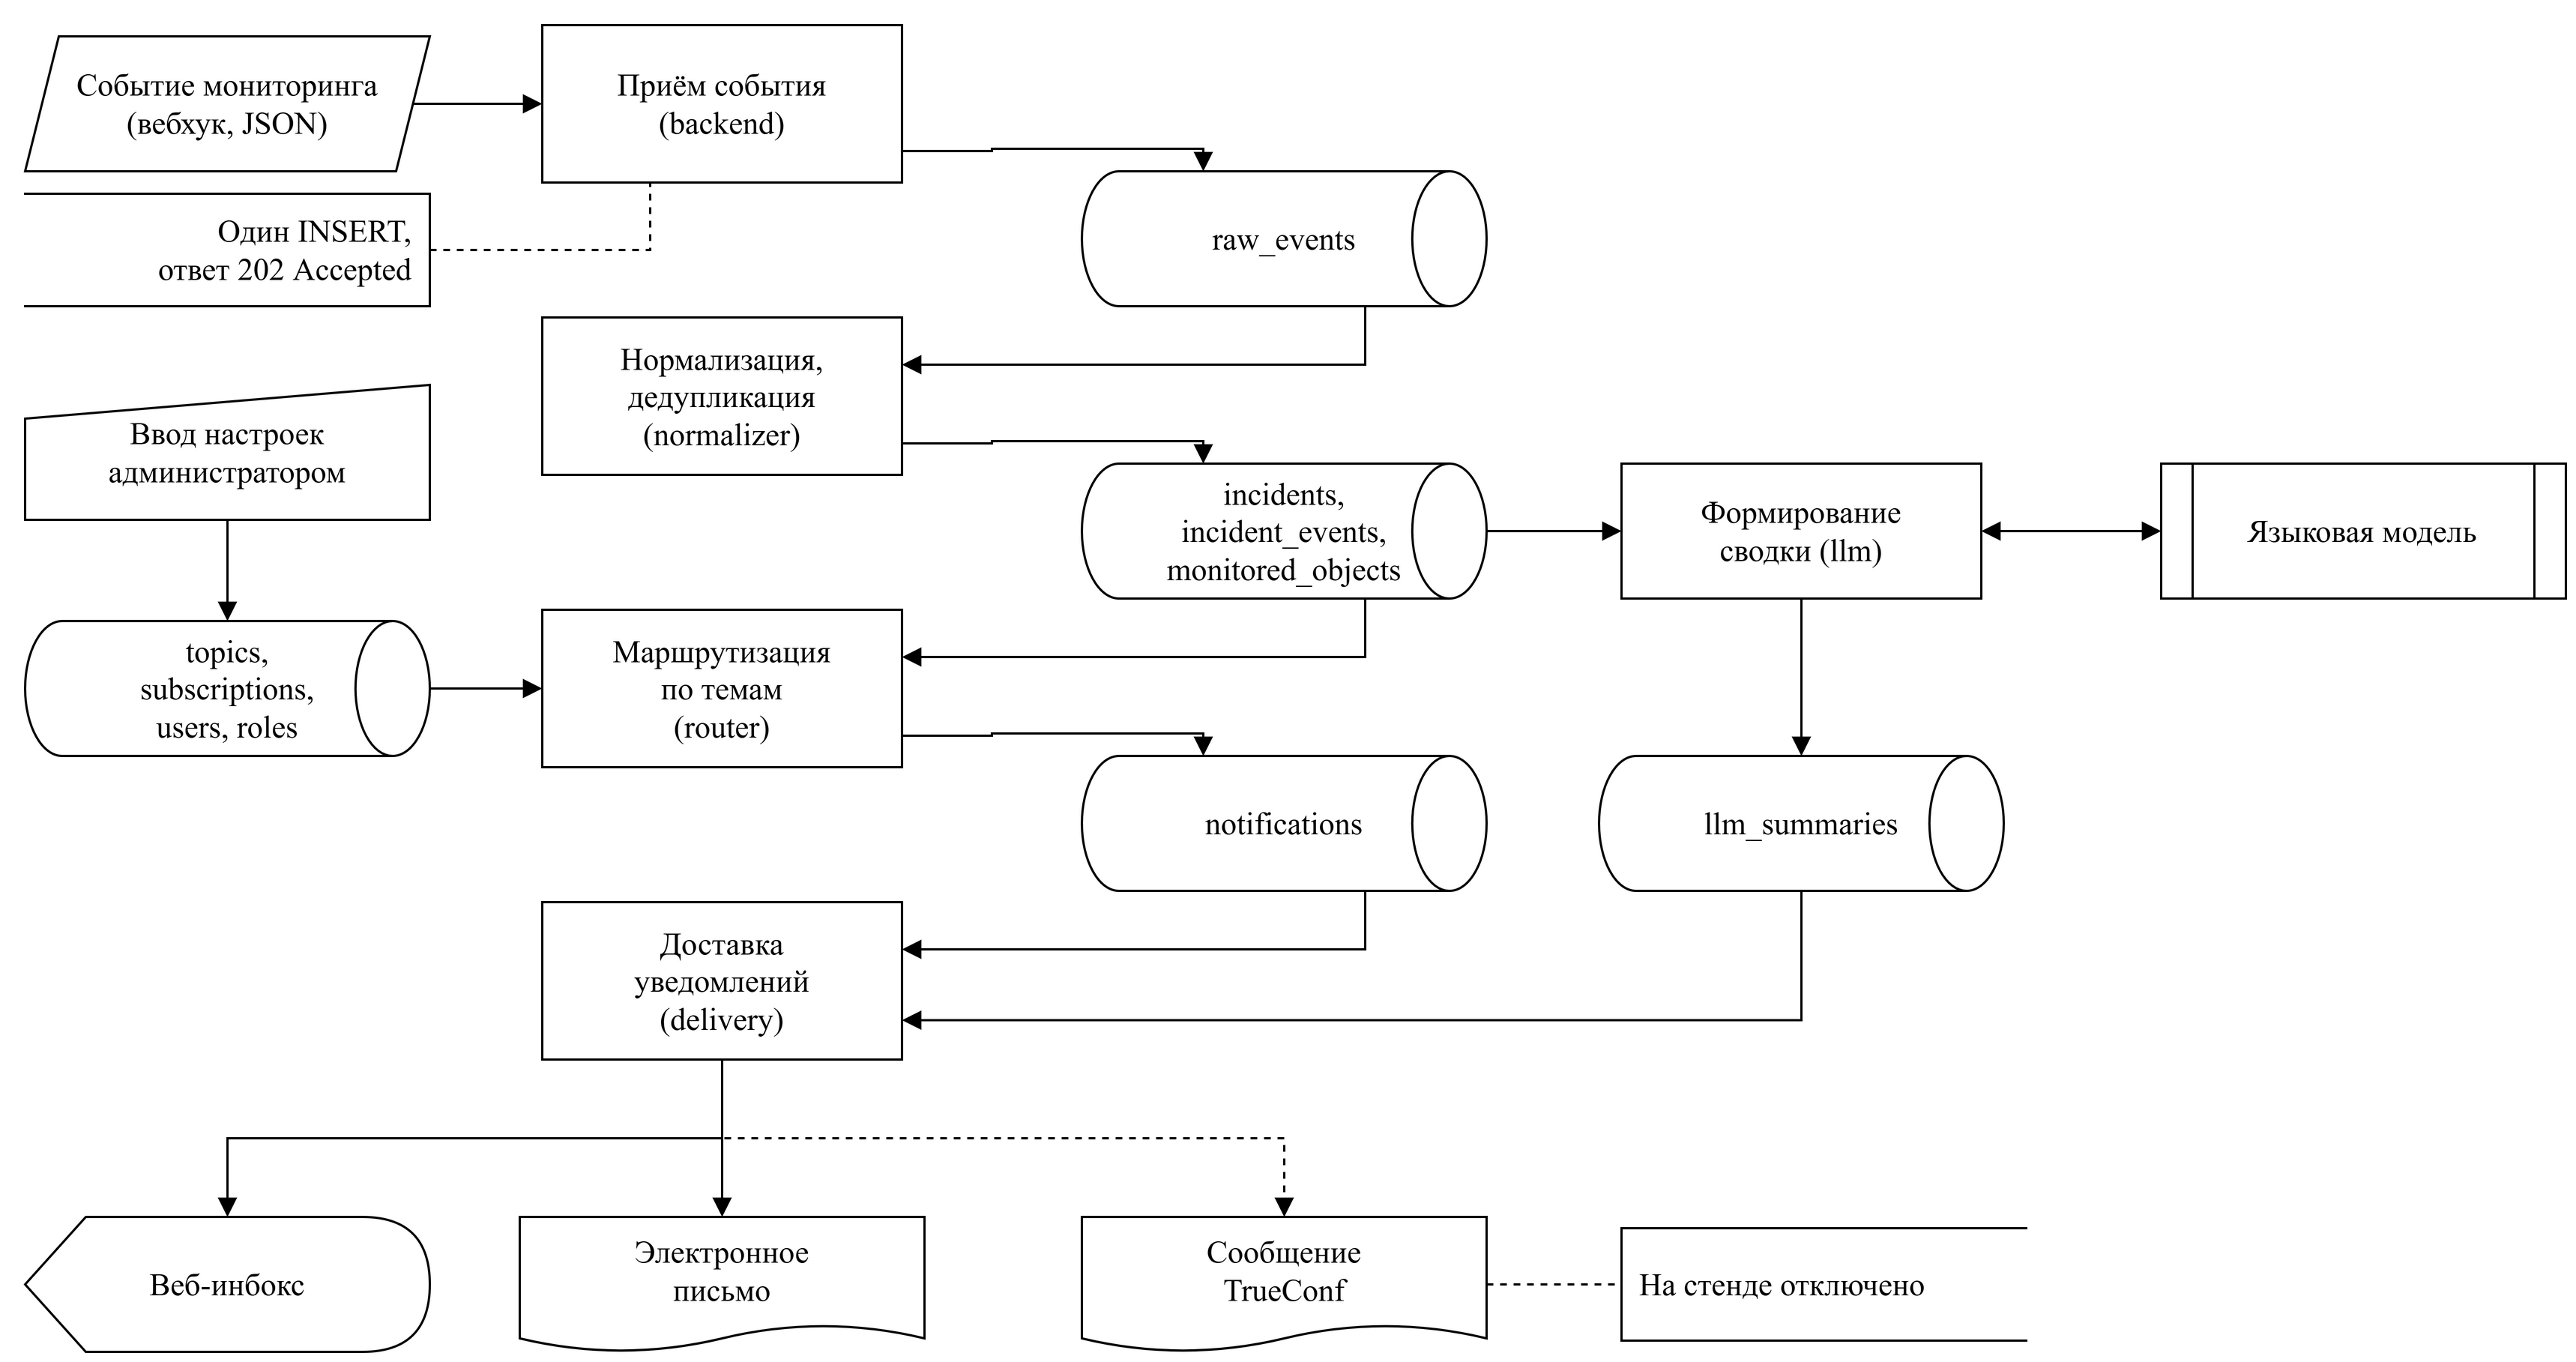 Событие мониторинга
(вебхук, JSON)
Приём события
(backend)
Один INSERT,
ответ 202 Accepted
raw_events
Нормализация,
дедупликация
(normalizer)
Ввод настроек
администратором
incidents,
incident_events,
monitored_objects
Формирование
сводки (llm)
Языковая модель
topics,
subscriptions,
users, roles
Маршрутизация
по темам
(router)
notifications
llm_summaries
Доставка
уведомлений
(delivery)
Веб-инбокс
Электронное
письмо
Сообщение
TrueConf
На стенде отключено